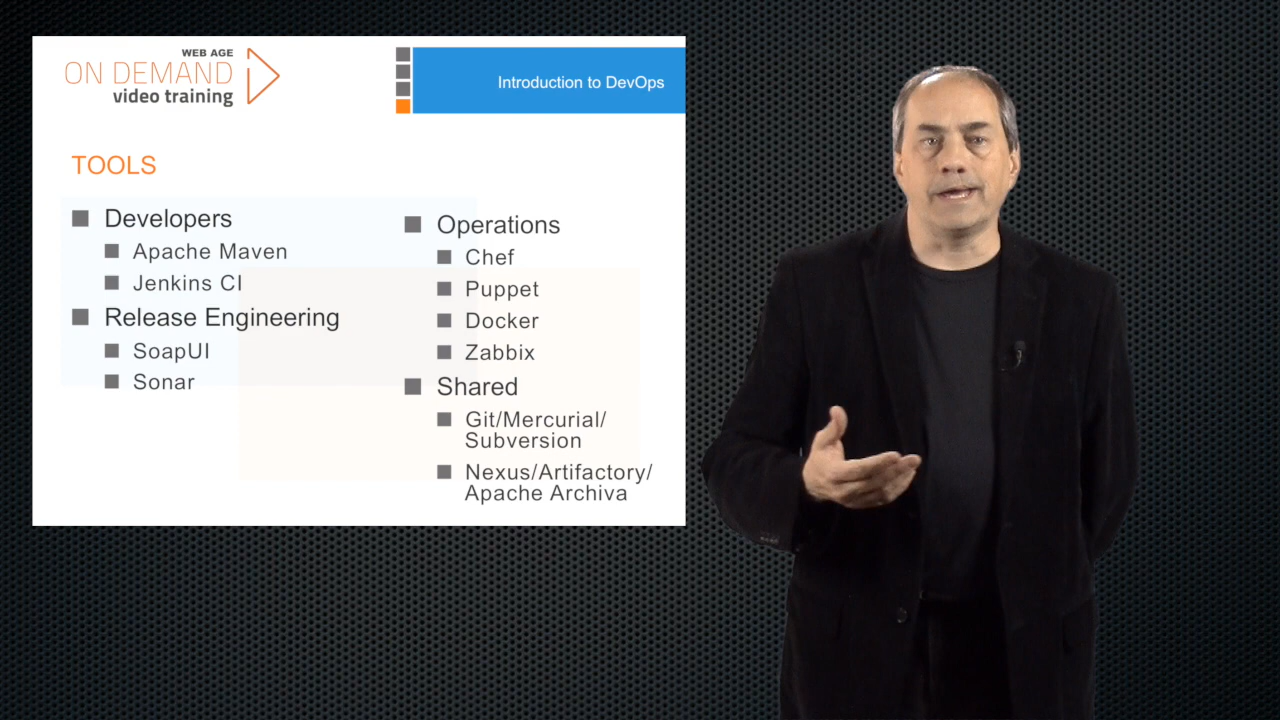 WEB AGE
ON DEMAND
video training
Introduction to DevOps
TOOLS
Developers
Apache Maven
Jenkins CI
Release Engineering
SoapUI
Sonar
Operations
Chef
Puppet
Docker
Zabbix
Shared
Git/Mercurial/
Subversion
Nexus/Artifactory/
Apache Archiva